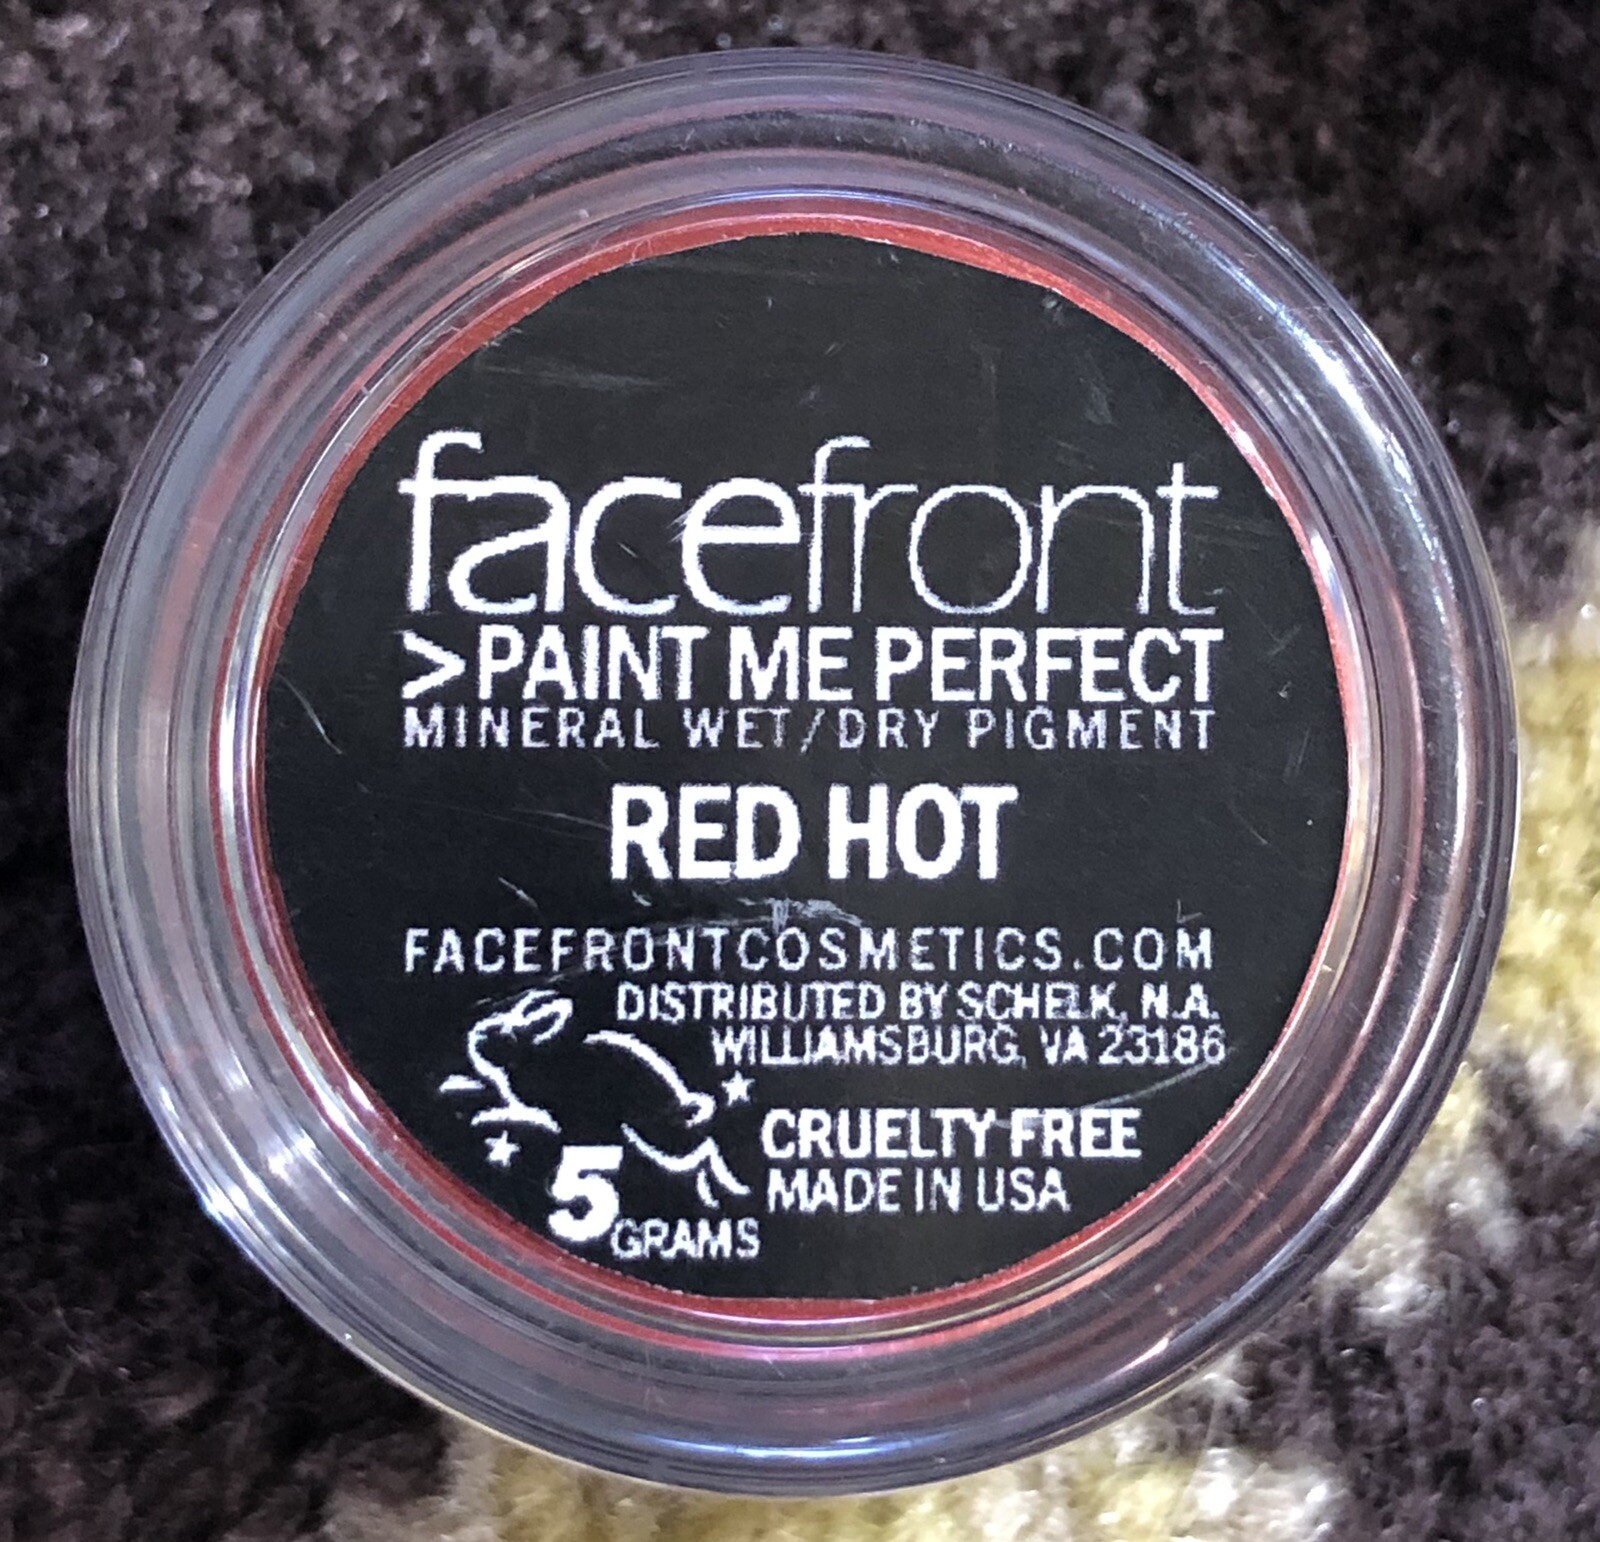 facefront
>PAINT ME PERFECT
MINERAL WET/DRY PIGMENT
RED HOT
FACEFRONTCOSMETICS.COM
DISTRIBUTED BY SCHELK, N.A.
WILLIAMSBURG, VA 23186
CRUELTY FREE
MADE IN USA
5 GRAMS